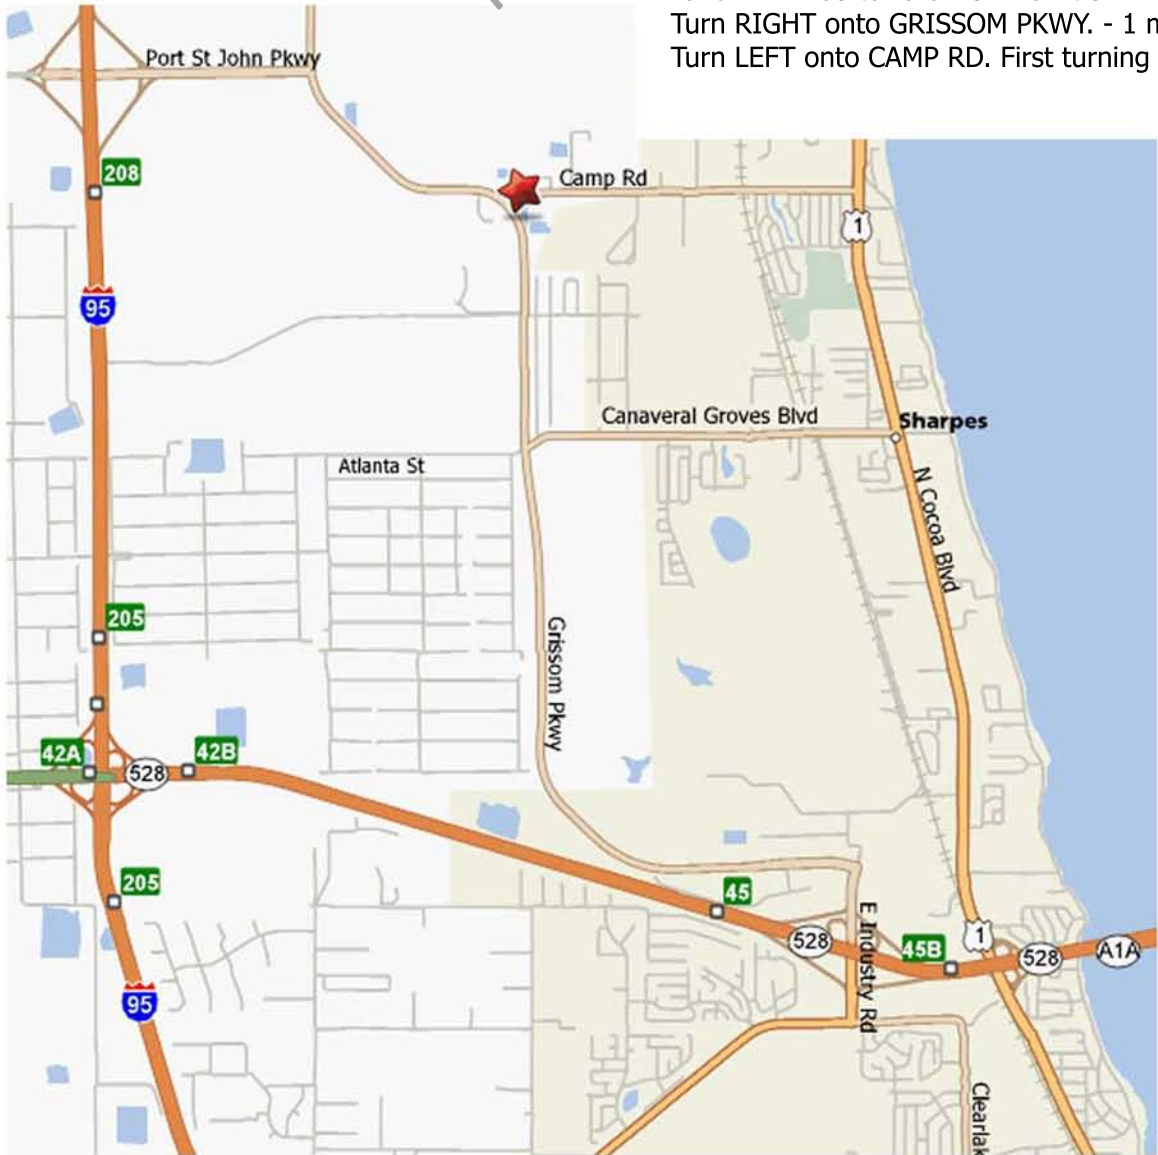 Turn RIGHT onto GRISSOM PKWY. - 1
Turn LEFT onto CAMP RD. First turning
Port St John Pkwy
208
Camp Rd
1
95
Canaveral Groves Blvd
Sharpes
Atlanta St
N Cocoa Blvd
205
Grissom Pkwy
42A
42B
528
205
45
E Industry Rd
1
528
45B
528
A1A
95
Clearlak